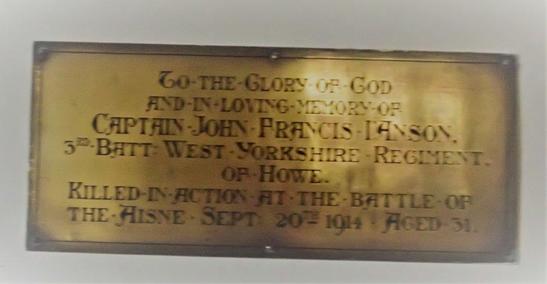 TO·THE·GLORY·OF·GOD
AND·IN·LOVING·MEMORY·OF
CAPTAIN·JOHN·FRANCIS·I'ANSON,
3RD·BATT: WEST·YORKSHIRE·REGIMENT,
OF·HOWE.
KILLED·IN·ACTION·AT·THE·BATTLE·OF
THE·AISNE·SEPT: 20TH 1914·AGED·31.